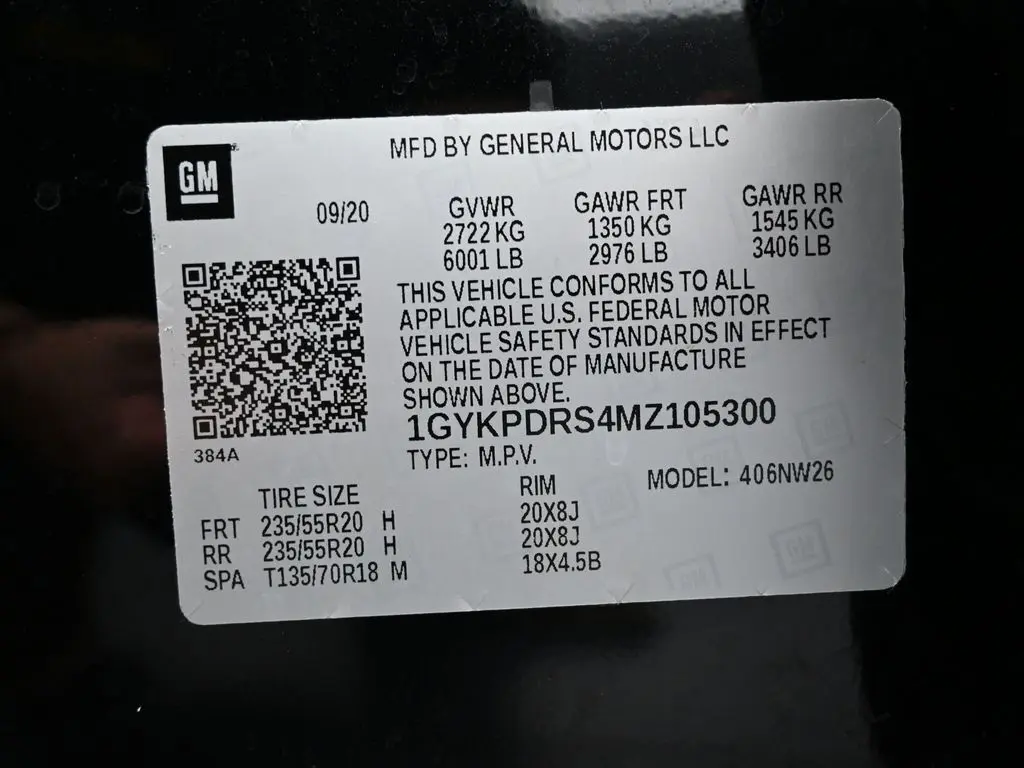 MFD BY GENERAL MOTORS LLC
GM
09/20
GVWR GAWR FRT GAWR RR
2722 KG 1350 KG 1545 KG
6001 LB 2976 LB 3406 LB
THIS VEHICLE CONFORMS TO ALL
APPLICABLE U.S. FEDERAL MOTOR
VEHICLE SAFETY STANDARDS IN EFFECT
ON THE DATE OF MANUFACTURE
SHOWN ABOVE.
1GYKPDRS4MZ105300
384A
TYPE: M.P.V.
MODEL: 406NW26
TIRE SIZE RIM
FRT 235/55R20 H 20X8J
RR 235/55R20 H 20X8J
SPA T135/70R18 M 18X4.5B
GM
GM